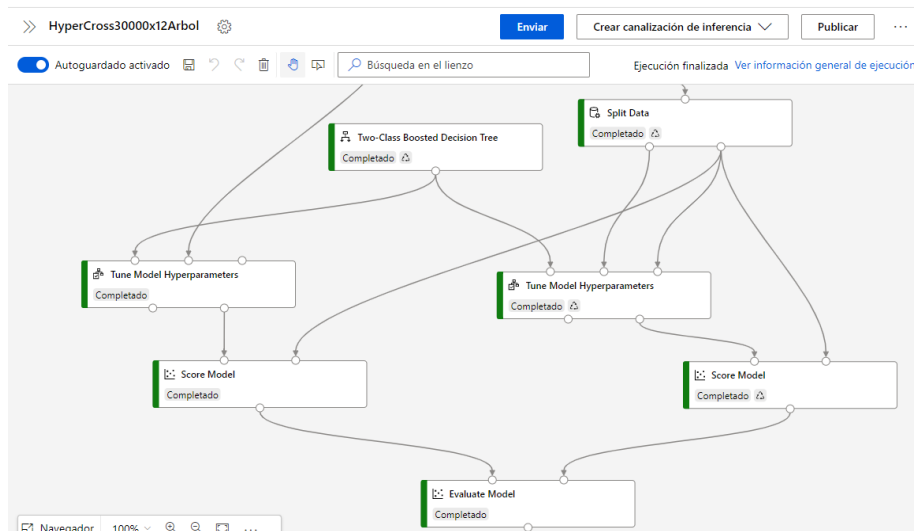 HyperCross30000x12Arbol
Enviar
Crear canalización de inferencia
Publicar
Autoguardado activado
Búsqueda en el lienzo
Ejecución finalizada Ver información general de ejecución
Split Data
Completado
Two-Class Boosted Decision Tree
Completado
Tune Model Hyperparameters
Completado
Tune Model Hyperparameters
Completado
Score Model
Completado
Score Model
Completado
Evaluate Model
Completado
Navegador 100%